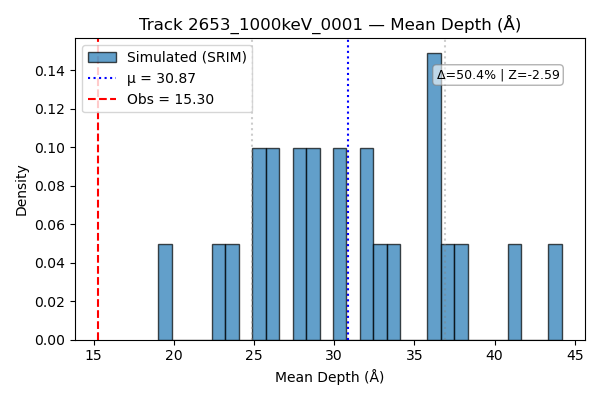 Track 2653_1000keV_0001 — Mean Depth (Å)
Simulated (SRIM)
μ = 30.87
Obs = 15.30
Δ=50.4% | Z=-2.59
Density
0.14
0.12
0.10
0.08
0.06
0.04
0.02
0.00
15 20 25 30 35 40 45
Mean Depth (Å)